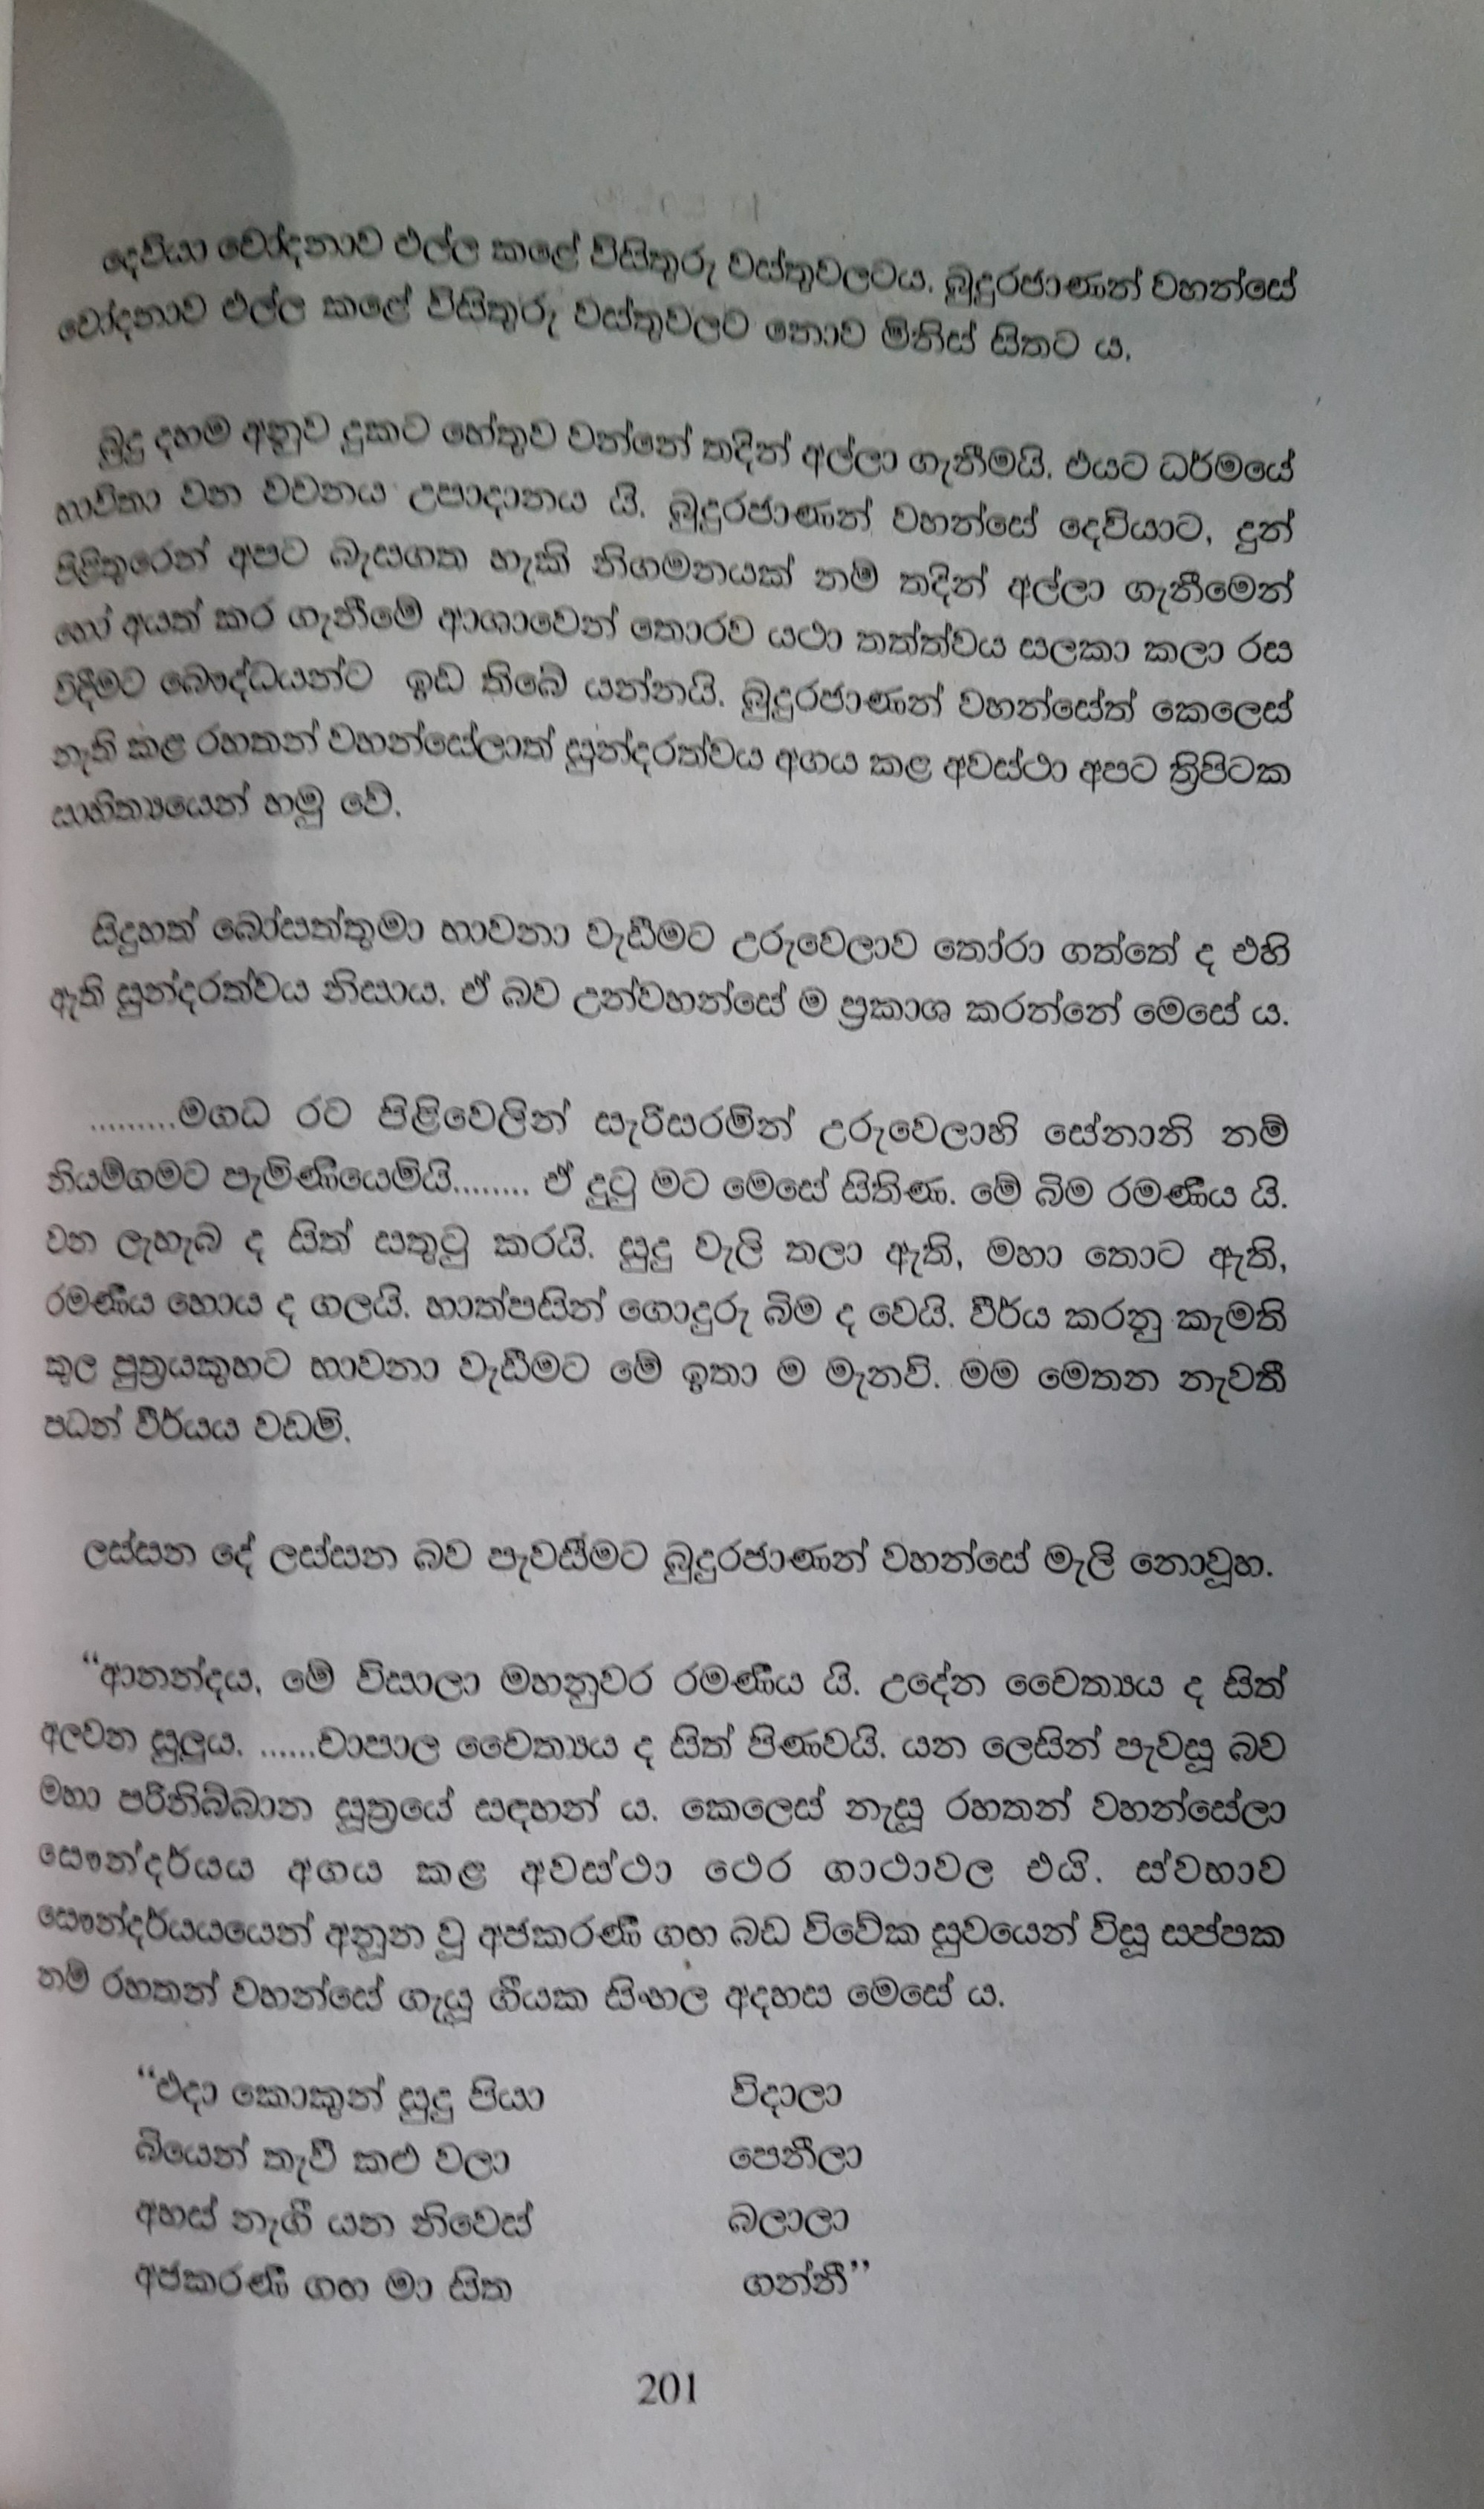 දෙවියා චෝදනාව එල්ල කළේ විසිතුරු වස්තුවලටය. බුදුරජාණන් වහන්සේ
චෝදනාව එල්ල කළේ විසිතුරු වස්තුවලට නොව මිනිස් සිතට ය.
බුදු දහම අනුව දුකට හේතුව වන්නේ තදින් අල්ලා ගැනීමයි. එයට ධර්මයේ
භාවිතා වන වචනය උපාදානය යි. බුදුරජාණන් වහන්සේ දෙවියාට, දුන්
පිළිතුරෙන් අපට බැසගත හැකි නිගමනයක් නම් තදින් අල්ලා ගැනීමෙන්
හෝ අයත් කර ගැනීමේ ආශාවෙන් තොරව යථා තත්ත්වය සලකා කලා රස
විදීමට බෞද්ධයන්ට ඉඩ තිබේ යන්නයි. බුදුරජාණන් වහන්සේත් කෙලෙස්
නැති කළ රහතන් වහන්සේලාත් සුන්දරත්වය අගය කළ අවස්ථා අපට ත්‍රිපිටක
සාහිත්‍යයෙන් හමු වේ.
සිදුහත් බෝසත්තුමා භාවනා වැඩීමට උරුවෙලාව තෝරා ගත්තේ ද එහි
ඇති සුන්දරත්වය නිසාය. ඒ බව උන්වහන්සේ ම ප්‍රකාශ කරන්නේ මෙසේ ය.
.........මගධ රට පිළිවෙලින් සැරිසරමින් උරුවෙලාහි සේනානි නම්
නියම්ගමට පැමිණියෙමියි........ ඒ දුටු මට මෙසේ සිතිණ. මේ බිම රමණීය යි.
වන ලැහැබ ද සිත් සතුටු කරයි. සුදු වැලි තලා ඇති, මහා තොට ඇති,
රමණීය හොය ද ගලයි. හාත්පසින් ගොදුරු බිම ද වෙයි. වීර්ය කරනු කැමති
කුල පුත්‍රයකුහට භාවනා වැඩීමට මේ ඉතා ම මැනවි. මම මෙතන නැවතී
පධන් වීර්යය වඩමි.
ලස්සන දේ ලස්සන බව පැවසීමට බුදුරජාණන් වහන්සේ මැලි නොවූහ.
“ආනන්දය, මේ විසාලා මහනුවර රමණීය යි. උදේන චෛත්‍යය ද සිත්
අලවන සුලුය. ......චාපාල චෛත්‍යය ද සිත් පිණවයි. යන ලෙසින් පැවසූ බව
මහා පරිනිබ්බාන සූත්‍රයේ සඳහන් ය. කෙලෙස් නැසූ රහතන් වහන්සේලා
සෞන්දර්යය අගය කළ අවස්ථා ථෙර ගාථාවල එයි. ස්වභාව
සෞන්දර්යයයෙන් අනූන වූ අජකරණී ගඟ බඩ විවේක සුවයෙන් විසූ සප්පක
නම් රහතන් වහන්සේ ගැයූ ගීයක සිංහල අදහස මෙසේ ය.
“එදා කොකුන් සුදු පියා විදාලා
බියෙන් තැවී කළු වලා පෙනීලා
අහස් නැගී යන නිවෙස් බලාලා
අජකරණී ගඟ මා සිත ගන්නී”
201